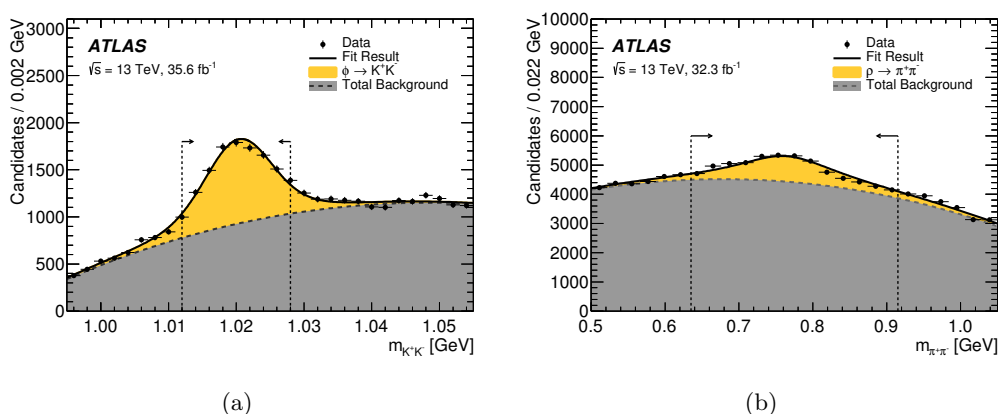 Candidates / 0.002 GeV
3000
2500
2000
1500
1000
500
0
ATLAS
√s = 13 TeV, 35.6 fb⁻¹
Data
Fit Result
ϕ → K⁺K⁻
Total Background
1.00 1.01 1.02 1.03 1.04 1.05
m_K⁺K⁻ [GeV]
(a)
Candidates / 0.022 GeV
10000
9000
8000
7000
6000
5000
4000
3000
2000
1000
0
ATLAS
√s = 13 TeV, 32.3 fb⁻¹
Data
Fit Result
ρ → π⁺π⁻
Total Background
0.5 0.6 0.7 0.8 0.9 1.0
m_π⁺π⁻ [GeV]
(b)